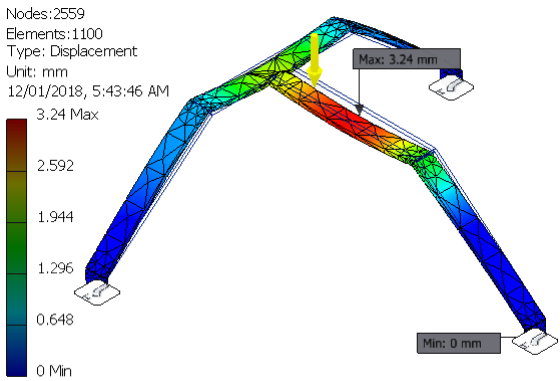 Nodes:2559
Elements:1100
Type: Displacement
Unit: mm
12/01/2018, 5:43:46 AM
3.24 Max
2.592
1.944
1.296
0.648
0 Min
Max: 3.24 mm
Min: 0 mm